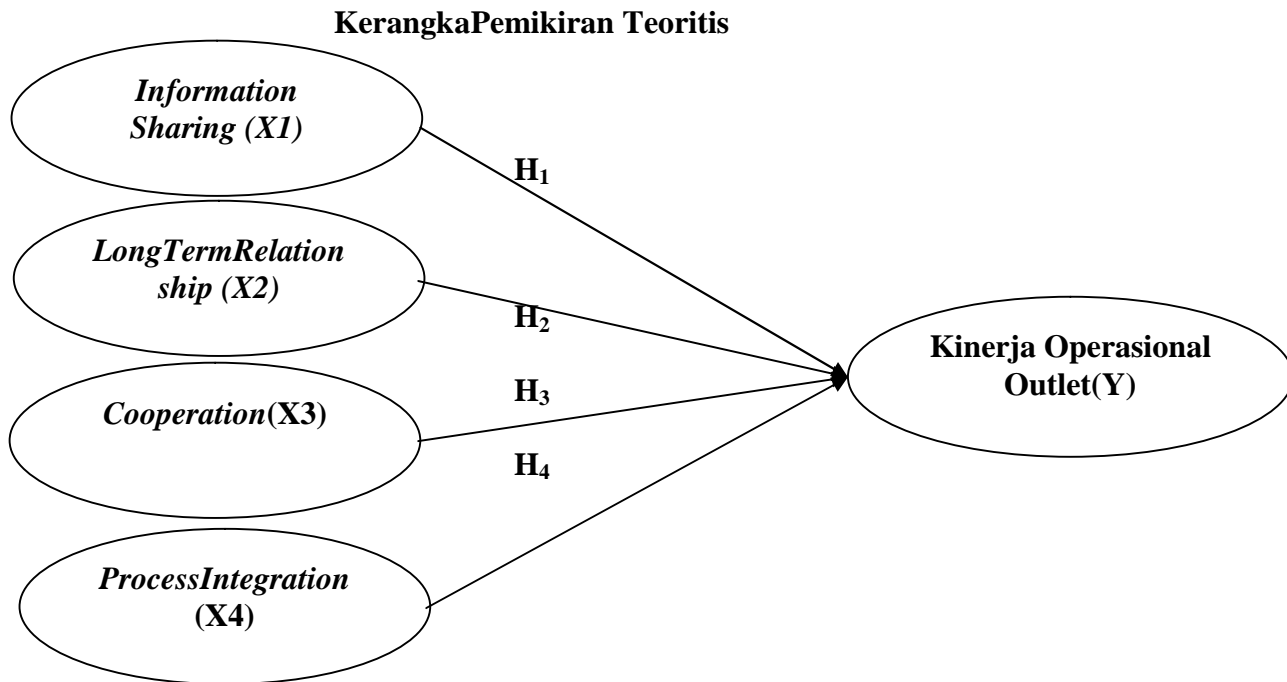 KerangkaPemikiran Teoritis
Information
Sharing (X1)
H₁
LongTermRelation
ship (X2)
H₂
Kinerja Operasional
Outlet(Y)
Cooperation(X3)
H₃
H₄
ProcessIntegration
(X4)